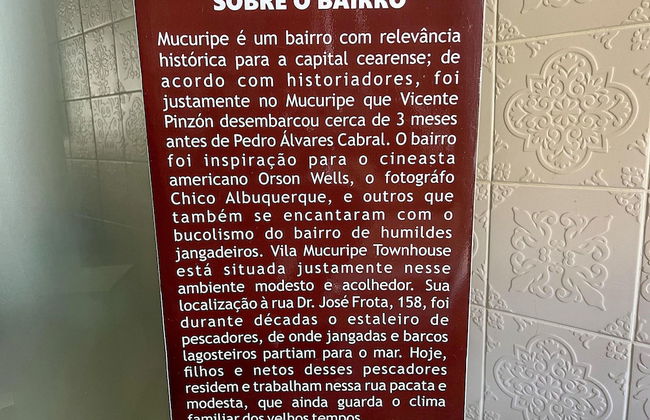 SOBRE O BAIRRO
Mucuripe é um bairro com relevância
histórica para a capital cearense; de
acordo com historiadores, foi
justamente no Mucuripe que Vicente
Pinzón desembarcou cerca de 3 meses
antes de Pedro Álvares Cabral. O bairro
foi inspiração para o cineasta
americano Orson Wells, o fotógráfo
Chico Albuquerque, e outros que
também se encantaram com o
bucolismo do bairro de humildes
jangadeiros. Vila Mucuripe Townhouse
está situada justamente nesse
ambiente modesto e acolhedor. Sua
localização à rua Dr. José Frota, 158, foi
durante décadas o estaleiro de
pescadores, de onde jangadas e barcos
lagosteiros partiam para o mar. Hoje,
filhos e netos desses pescadores
residem e trabalham nessa rua pacata e
modesta, que ainda guarda o clima
familiar dos velhos tempos.